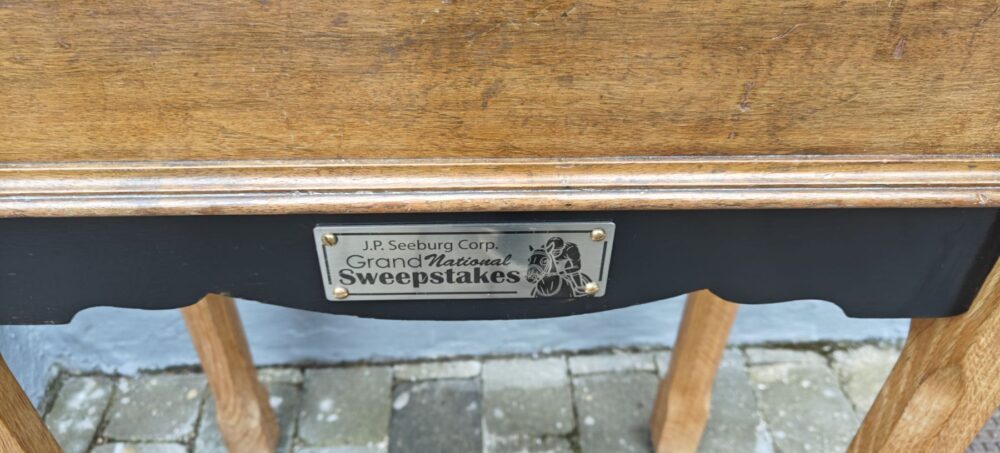 J.P. Seeburg Corp.
Grand National
Sweepstakes